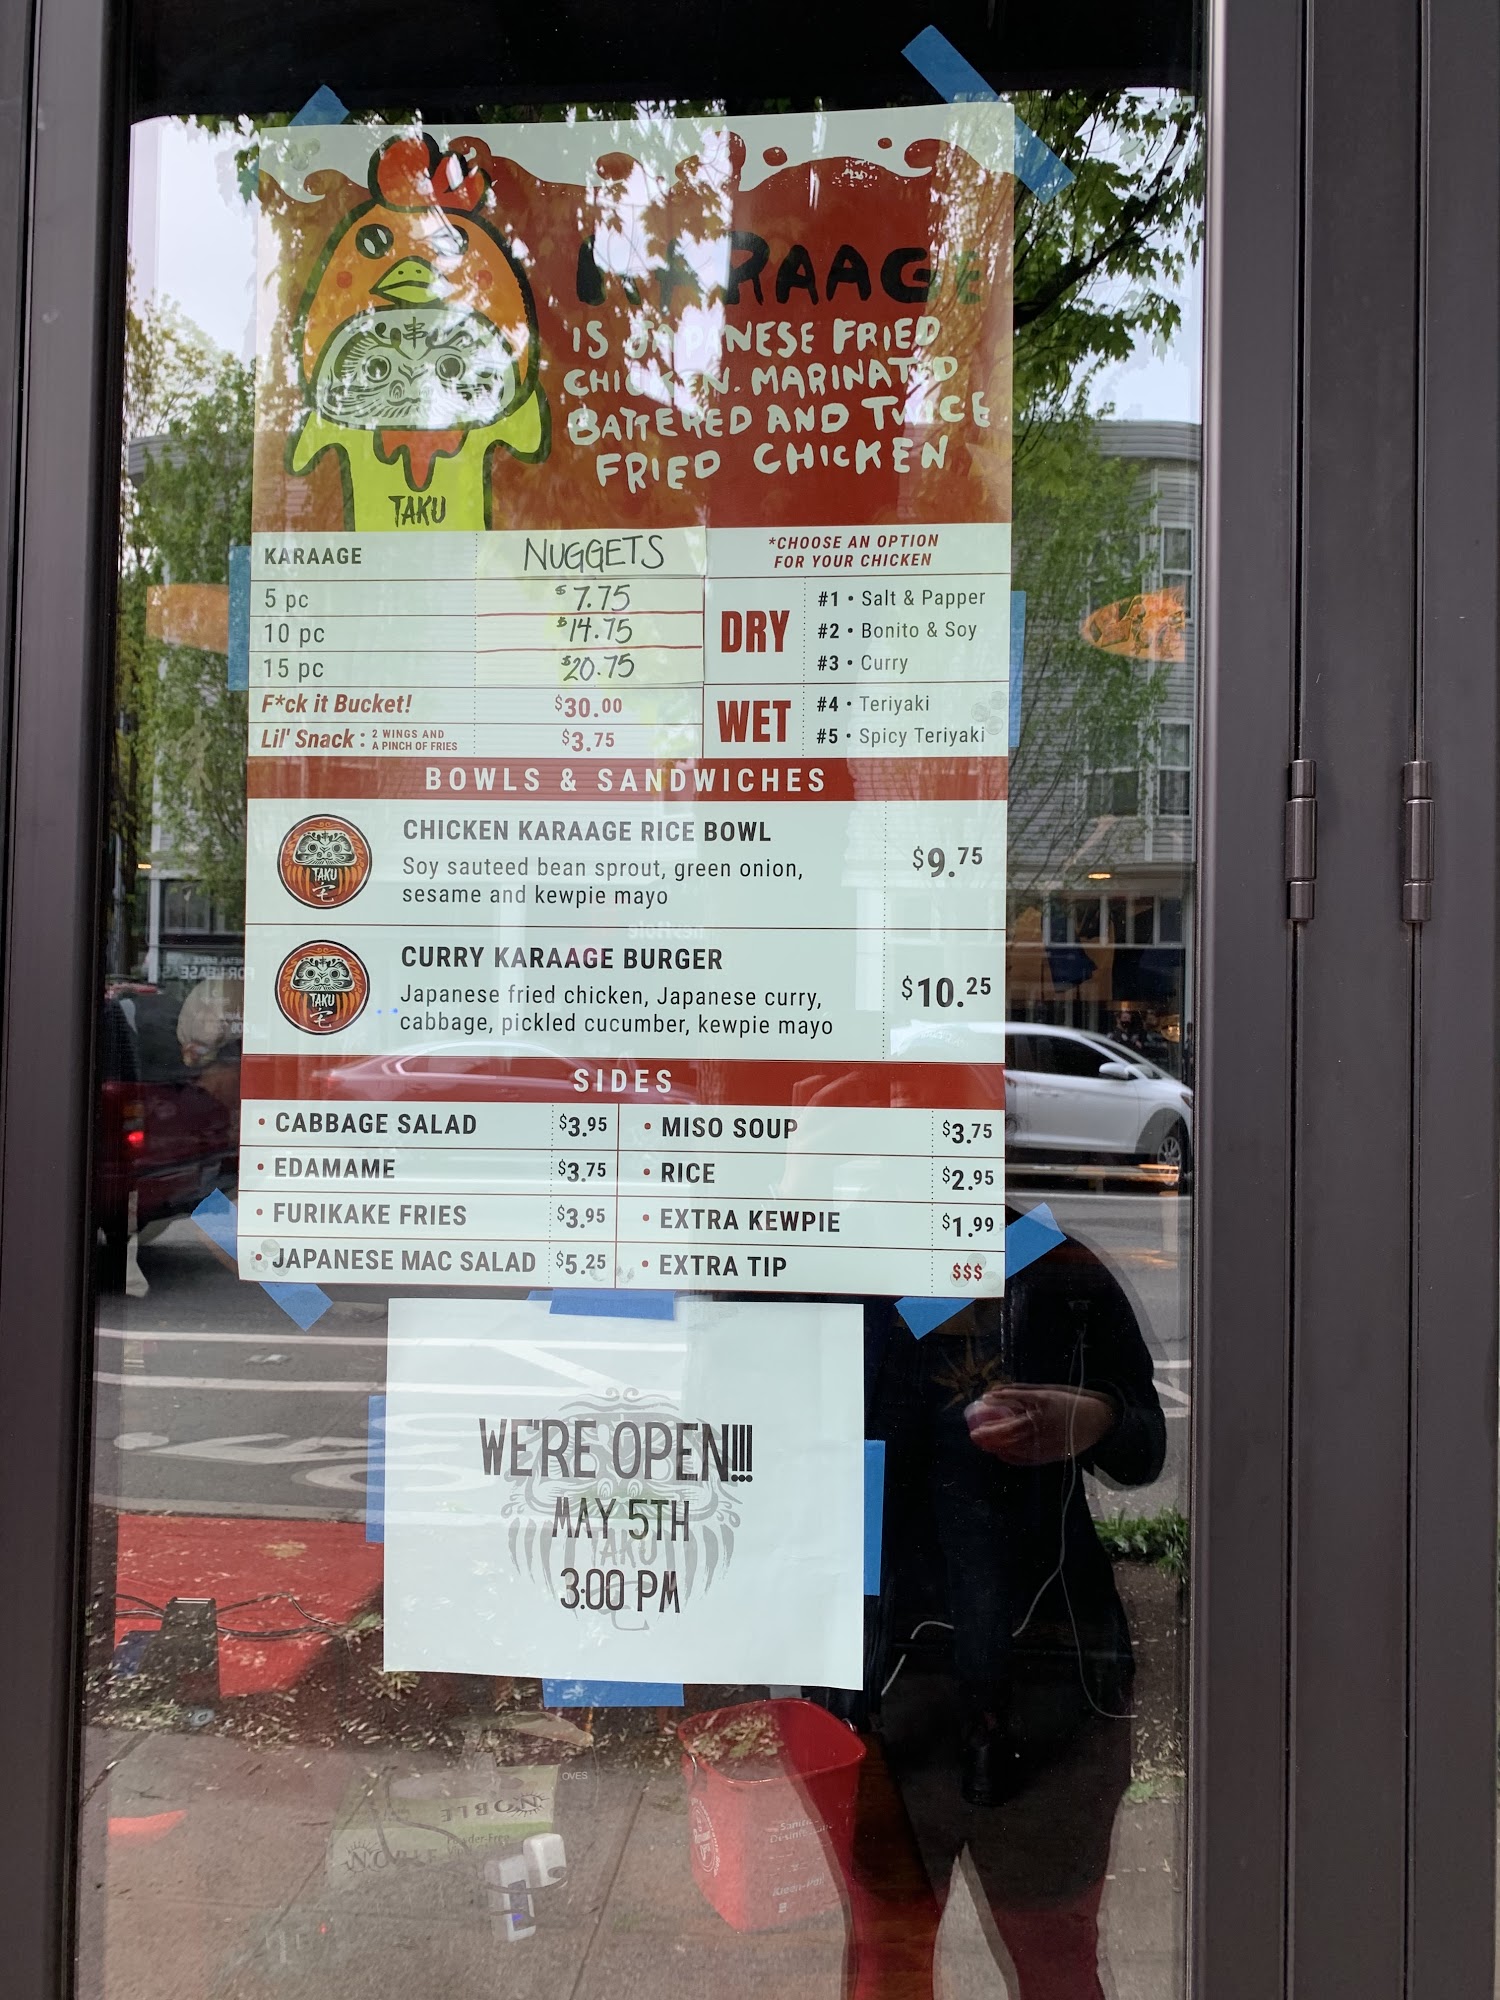 KARAAGE
IS JAPANESE FRIED
CHICKEN. MARINATED
BATTERED AND TWICE
FRIED CHICKEN
串
TAKU
KARAAGE NUGGETS
5 pc $7.75
10 pc $14.75
15 pc $20.75
F*ck it Bucket! $30.00
Lil' Snack : 2 WINGS AND A PINCH OF FRIES $3.75
*CHOOSE AN OPTION
FOR YOUR CHICKEN
DRY
#1 • Salt & Papper
#2 • Bonito & Soy
#3 • Curry
WET
#4 • Teriyaki
#5 • Spicy Teriyaki
BOWLS & SANDWICHES
TAKU
CHICKEN KARAAGE RICE BOWL
Soy sauteed bean sprout, green onion,
sesame and kewpie mayo
$9.75
TAKU
CURRY KARAAGE BURGER
Japanese fried chicken, Japanese curry,
cabbage, pickled cucumber, kewpie mayo
$10.25
SIDES
• CABBAGE SALAD $3.95
• EDAMAME $3.75
• FURIKAKE FRIES $3.95
• JAPANESE MAC SALAD $5.25
• MISO SOUP $3.75
• RICE $2.95
• EXTRA KEWPIE $1.99
• EXTRA TIP $$$
WE'RE OPEN!!!
MAY 5TH
TAKU
3:00 PM
NOBLE